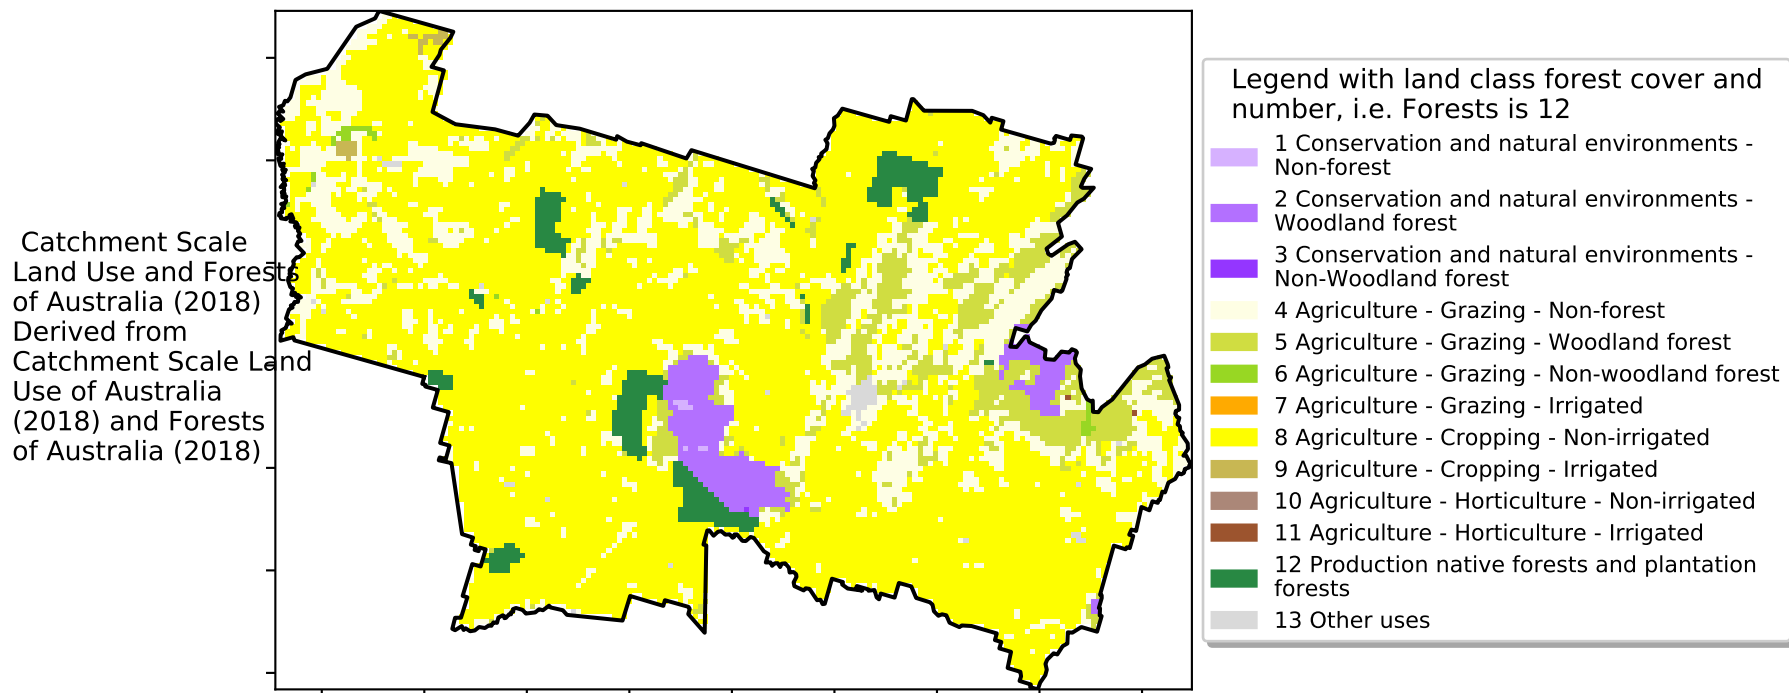 Catchment Scale
Land Use and Forests
of Australia (2018)
Derived from
Catchment Scale Land
Use of Australia
(2018) and Forests
of Australia (2018)
Legend with land class forest cover and
number, i.e. Forests is 12
1 Conservation and natural environments -
Non-forest
2 Conservation and natural environments -
Woodland forest
3 Conservation and natural environments -
Non-Woodland forest
4 Agriculture - Grazing - Non-forest
5 Agriculture - Grazing - Woodland forest
6 Agriculture - Grazing - Non-woodland forest
7 Agriculture - Grazing - Irrigated
8 Agriculture - Cropping - Non-irrigated
9 Agriculture - Cropping - Irrigated
10 Agriculture - Horticulture - Non-irrigated
11 Agriculture - Horticulture - Irrigated
12 Production native forests and plantation
forests
13 Other uses